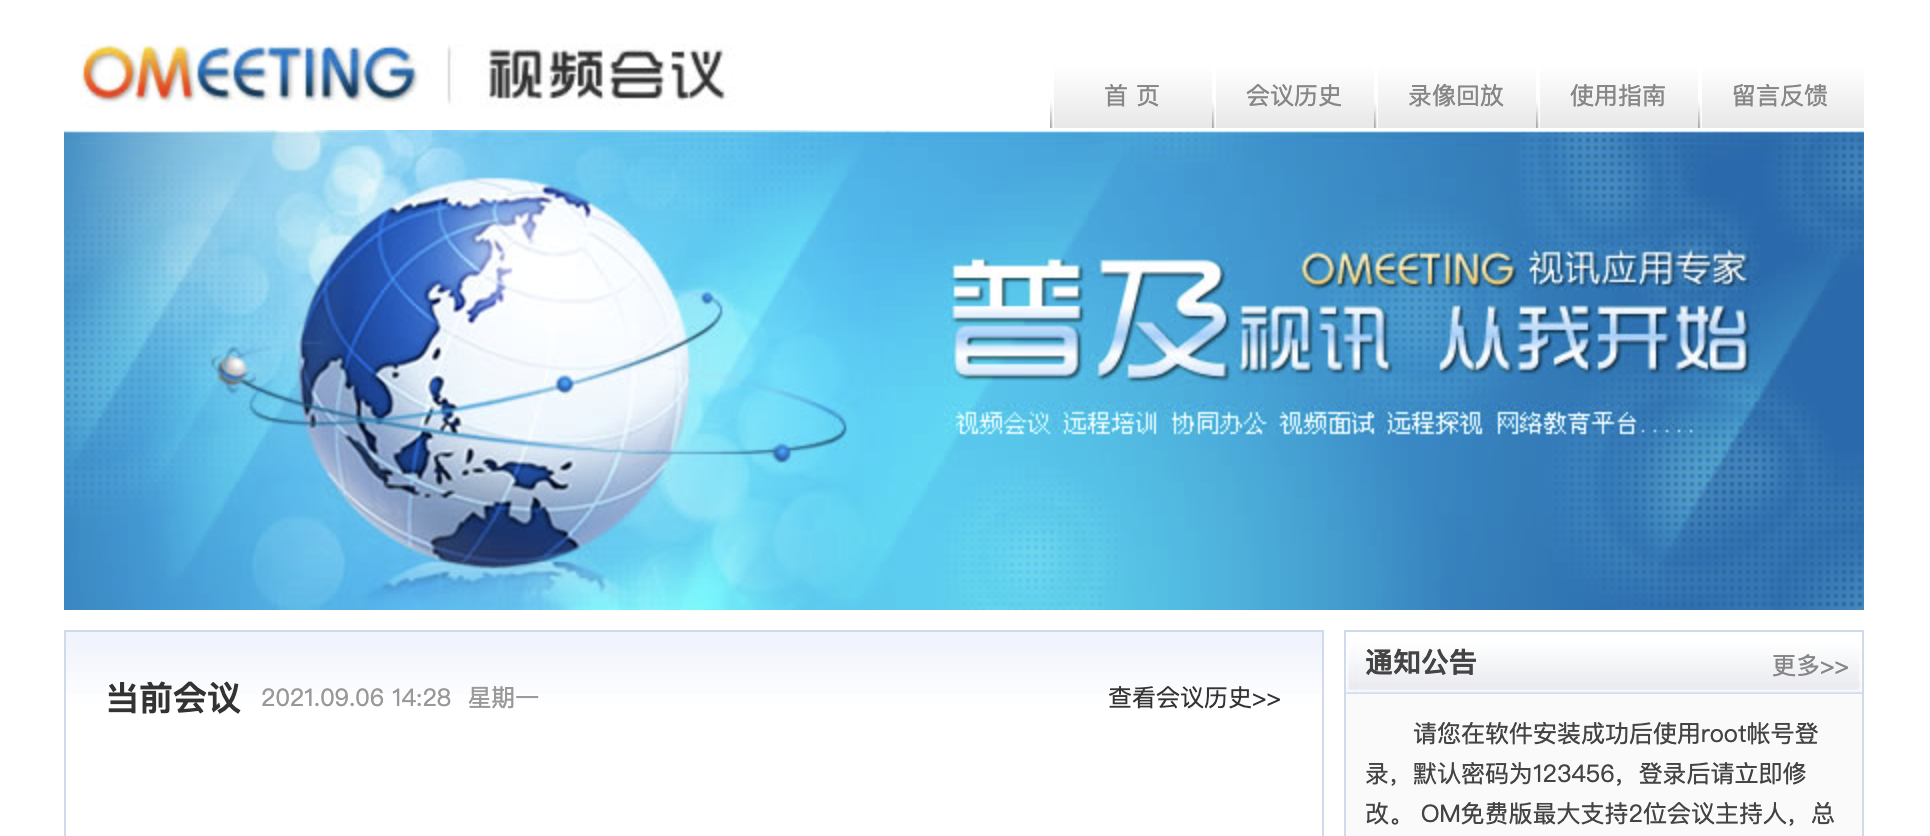 OMEETING 视频会议
首 页 会议历史 录像回放 使用指南 留言反馈
OMEETING 视讯应用专家
普及视讯 从我开始
视频会议 远程培训 协同办公 视频面试 远程探视 网络教育平台.....
当前会议 2021.09.06 14:28 星期一 查看会议历史>>
通知公告 更多>>
请您在软件安装成功后使用root帐号登
录，默认密码为123456，登录后请立即修
改。 OM免费版最大支持2位会议主持人，总